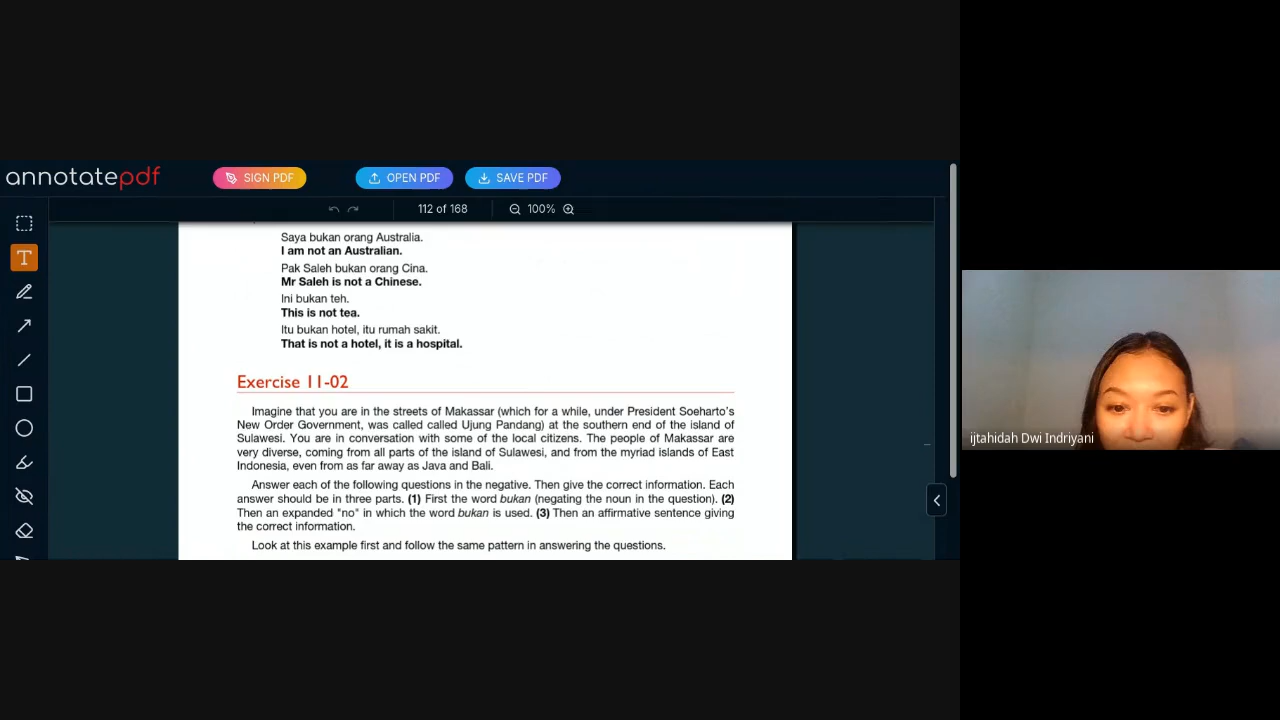 annotatepdf
SIGN PDF
OPEN PDF
SAVE PDF
112 of 168
100%
T
Saya bukan orang Australia.
I am not an Australian.
Pak Saleh bukan orang Cina.
Mr Saleh is not a Chinese.
Ini bukan teh.
This is not tea.
Itu bukan hotel, itu rumah sakit.
That is not a hotel, it is a hospital.
Exercise 11-02
Imagine that you are in the streets of Makassar (which for a while, under President Soeharto's
New Order Government, was called called Ujung Pandang) at the southern end of the island of
Sulawesi. You are in conversation with some of the local citizens. The people of Makassar are
very diverse, coming from all parts of the island of Sulawesi, and from the myriad islands of East
Indonesia, even from as far away as Java and Bali.
Answer each of the following questions in the negative. Then give the correct information. Each
answer should be in three parts. (1) First the word bukan (negating the noun in the question). (2)
Then an expanded "no" in which the word bukan is used. (3) Then an affirmative sentence giving
the correct information.
Look at this example first and follow the same pattern in answering the questions.
ijtahidah Dwi Indriyani